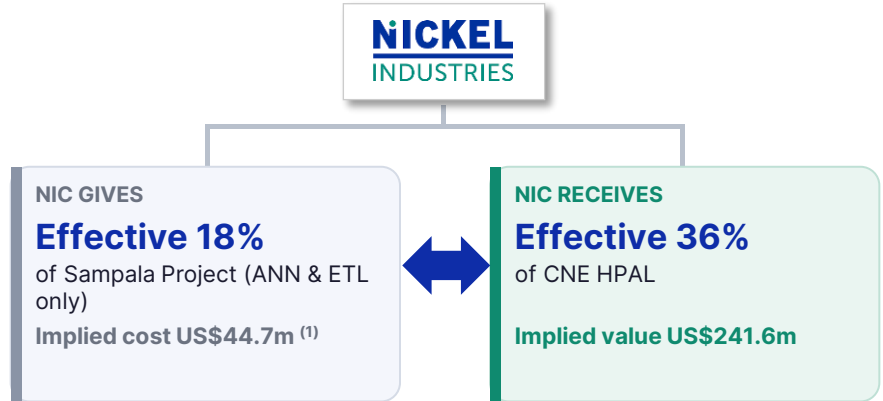 NICKEL
INDUSTRIES
NIC GIVES
Effective 18%
of Sampala Project (ANN & ETL
only)
Implied cost US$44.7m (1)
NIC RECEIVES
Effective 36%
of CNE HPAL
Implied value US$241.6m